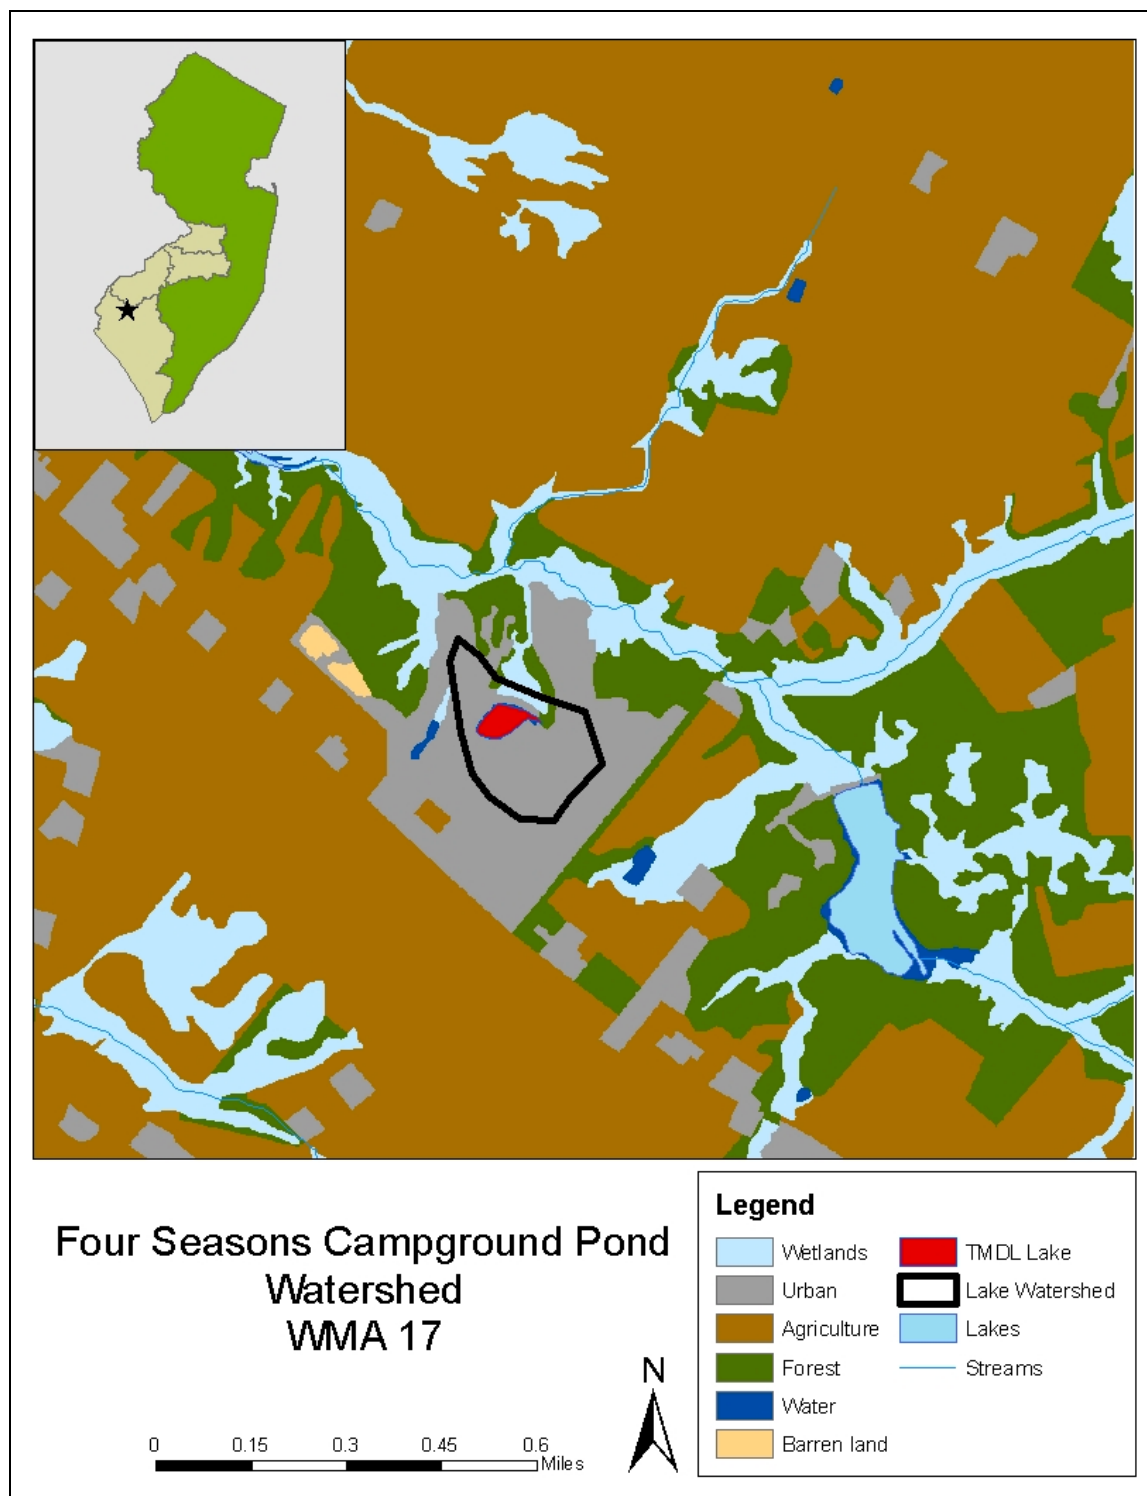 Four Seasons Campground Pond
Watershed
WMA 17
0 0.15 0.3 0.45 0.6
Miles
N
Legend
Wetlands
Urban
Agriculture
Forest
Water
Barren land
TMDL Lake
Lake Watershed
Lakes
Streams